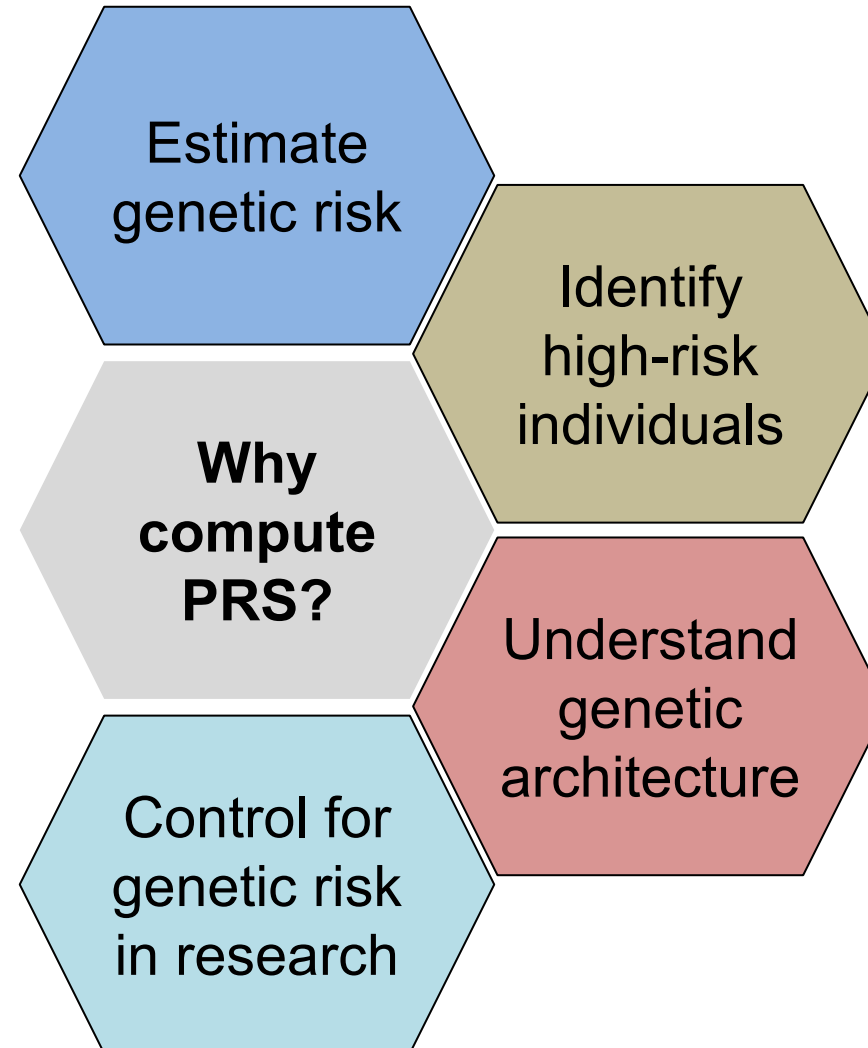 Estimate
genetic risk
Identify
high-risk
individuals
Why
compute
PRS?
Understand
genetic
architecture
Control for
genetic risk
in research